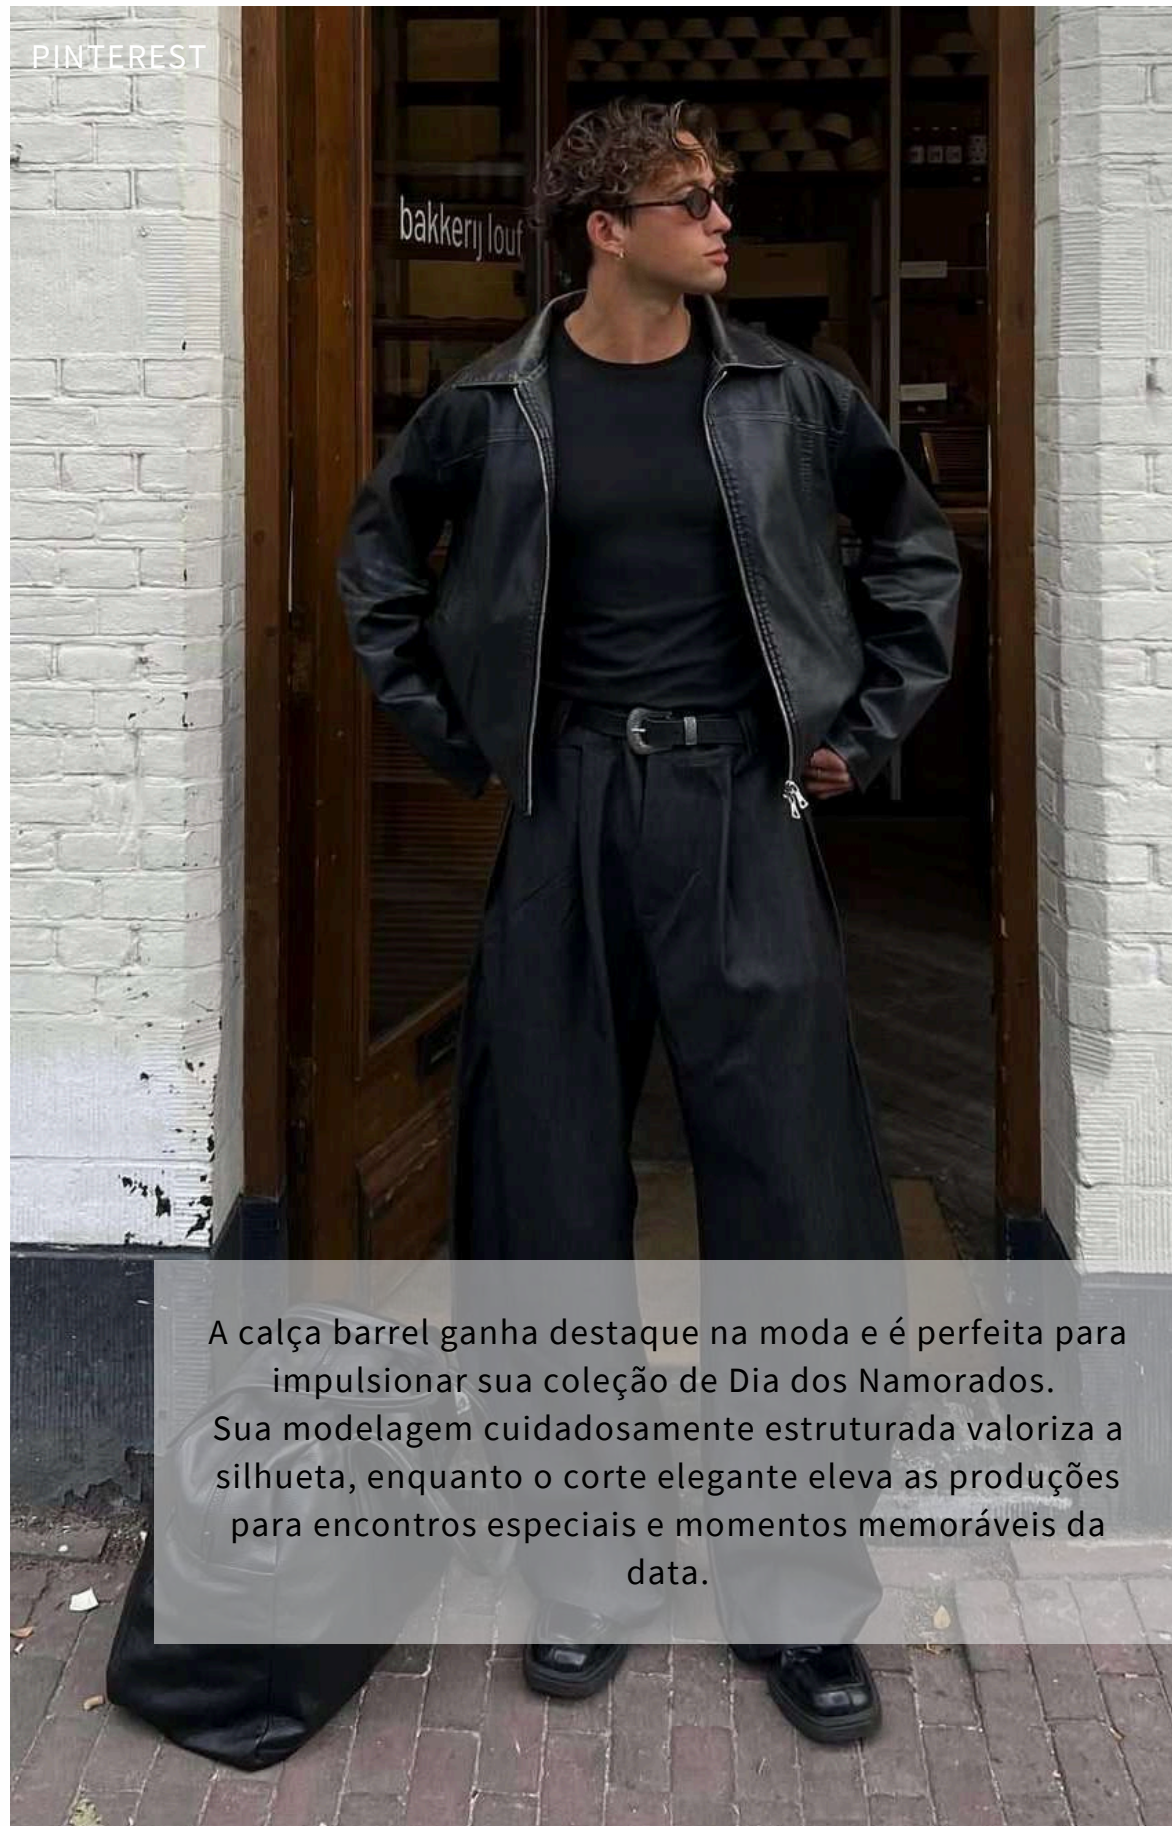 PINTEREST
bakkerij louf
A calça barrel ganha destaque na moda e é perfeita para
impulsionar sua coleção de Dia dos Namorados.
Sua modelagem cuidadosamente estruturada valoriza a
silhueta, enquanto o corte elegante eleva as produções
para encontros especiais e momentos memoráveis da
data.